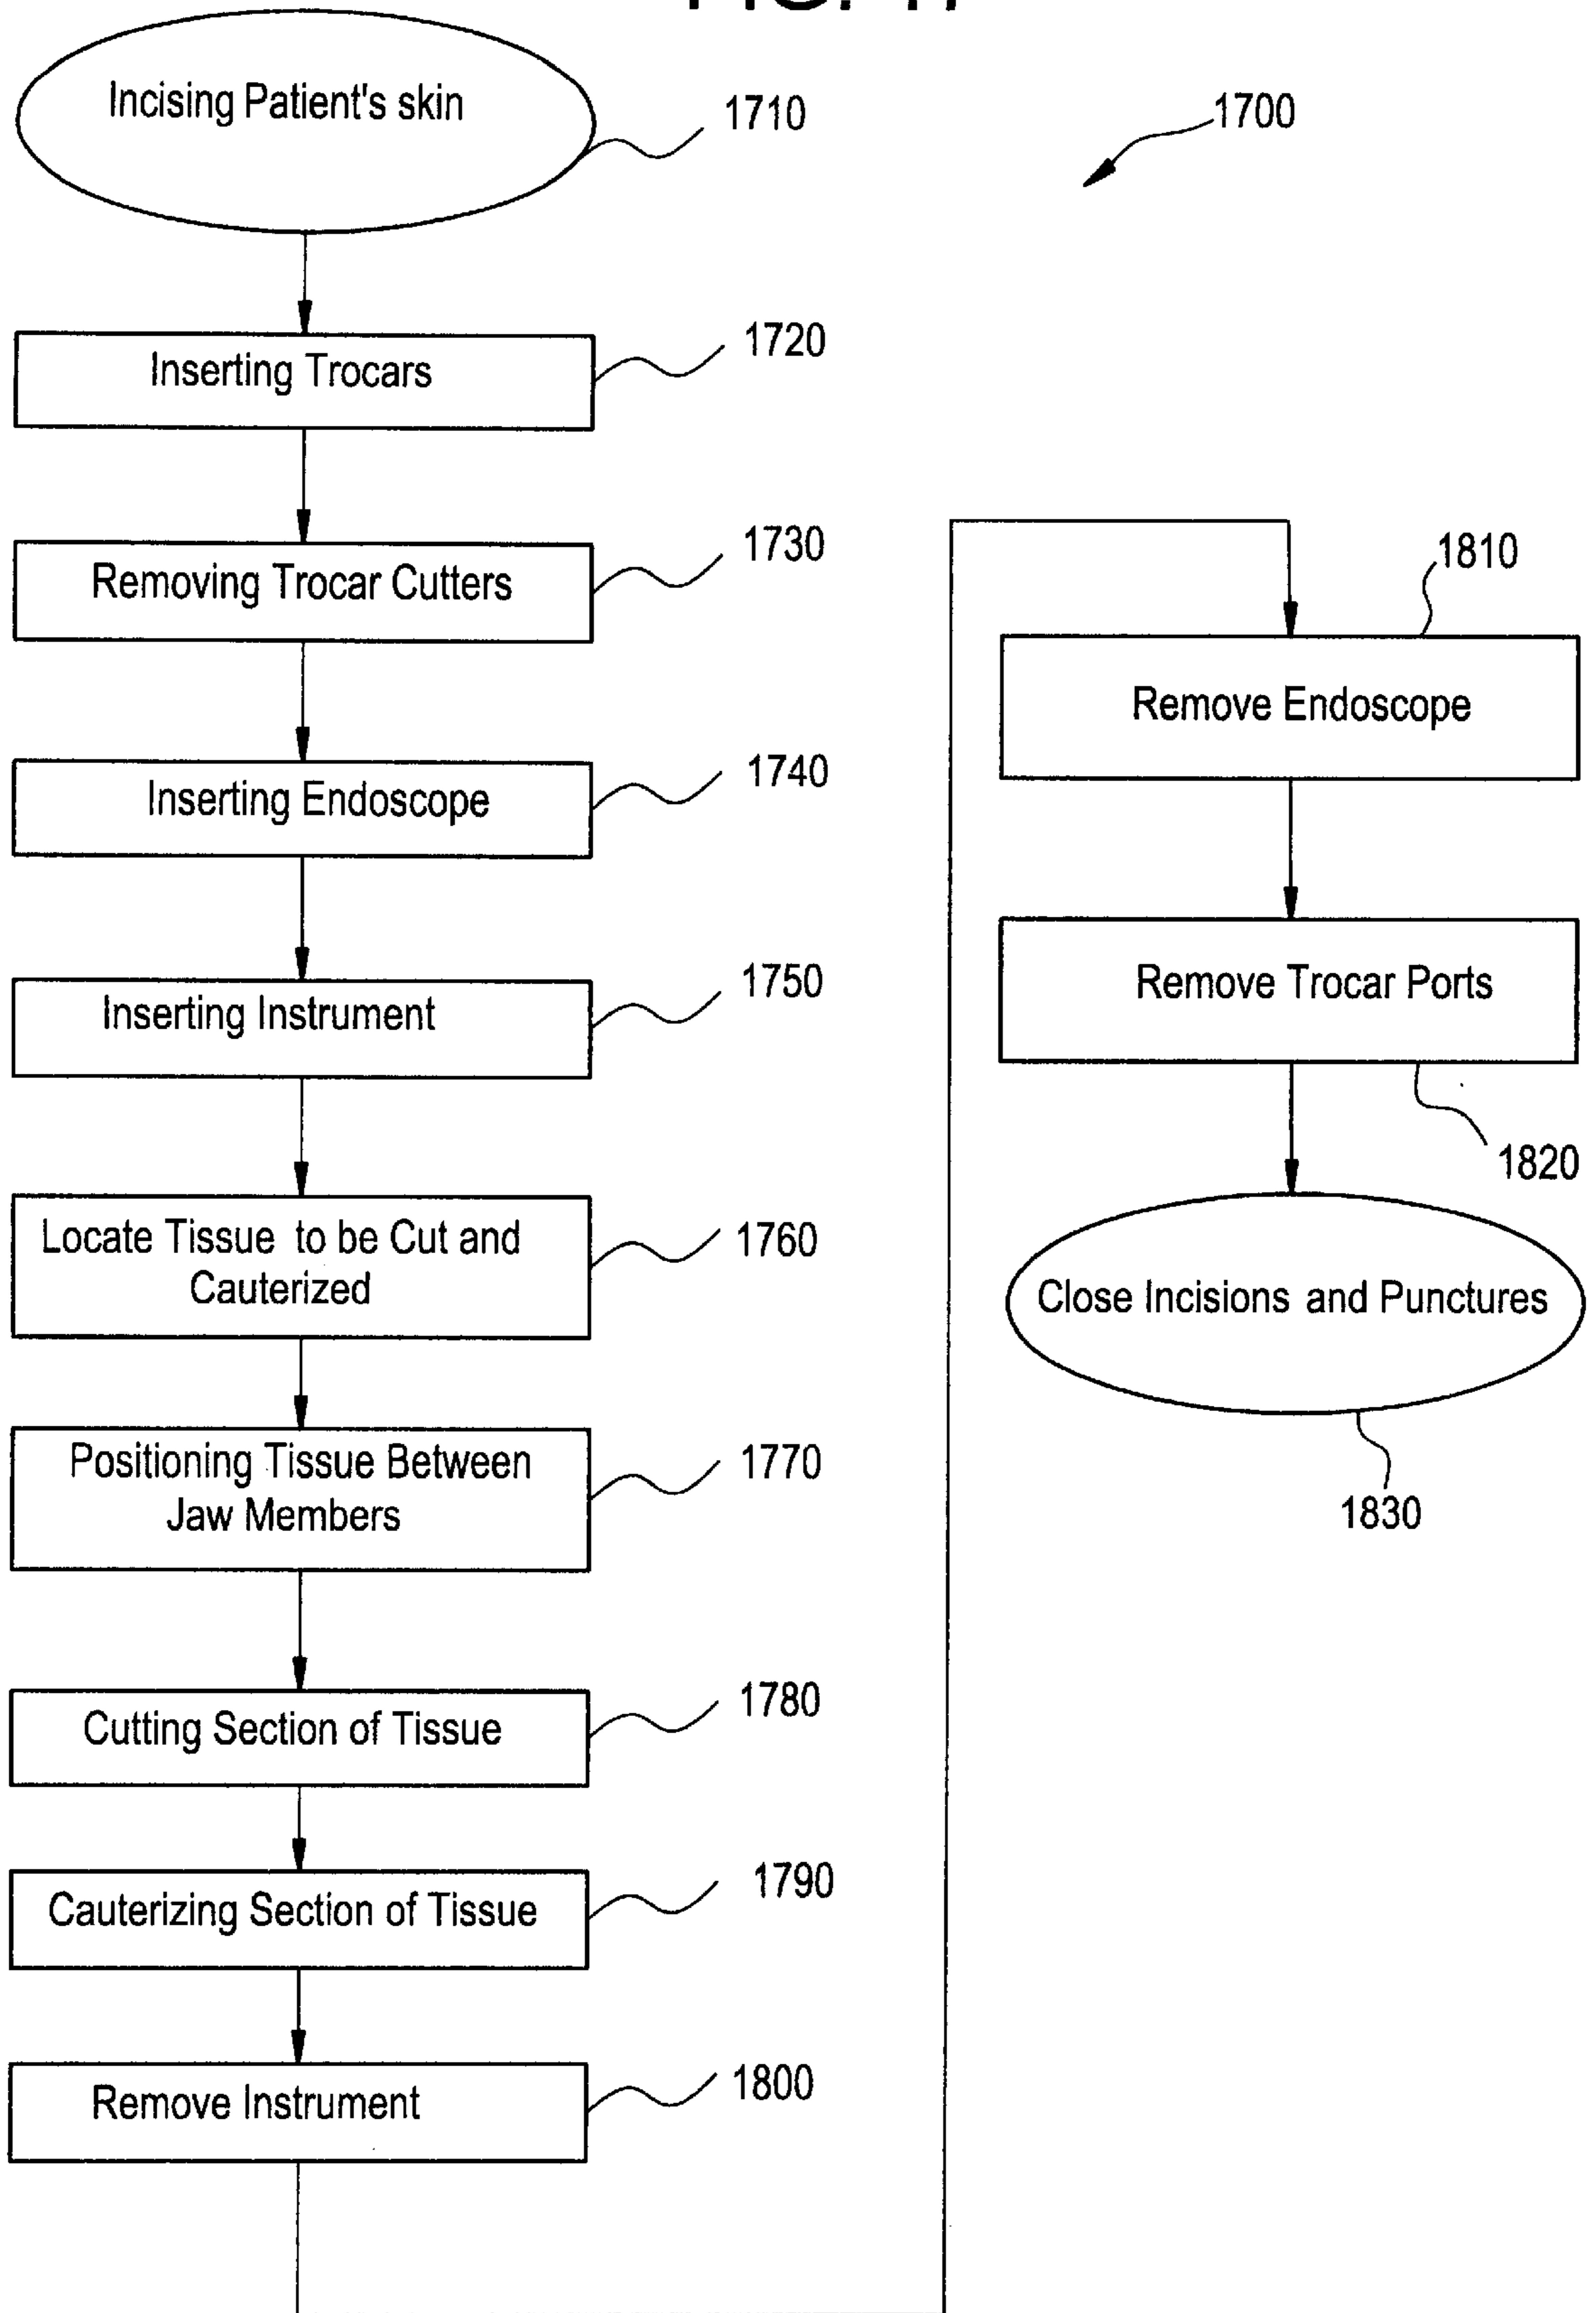 Incising Patient's skin
1710
1700
Inserting Trocars
1720
Removing Trocar Cutters
1730
Inserting Endoscope
1740
Inserting Instrument
1750
Locate Tissue to be Cut and
Cauterized
1760
Positioning Tissue Between
Jaw Members
1770
Cutting Section of Tissue
1780
Cauterizing Section of Tissue
1790
Remove Instrument
1800
1810
Remove Endoscope
Remove Trocar Ports
1820
Close Incisions and Punctures
1830